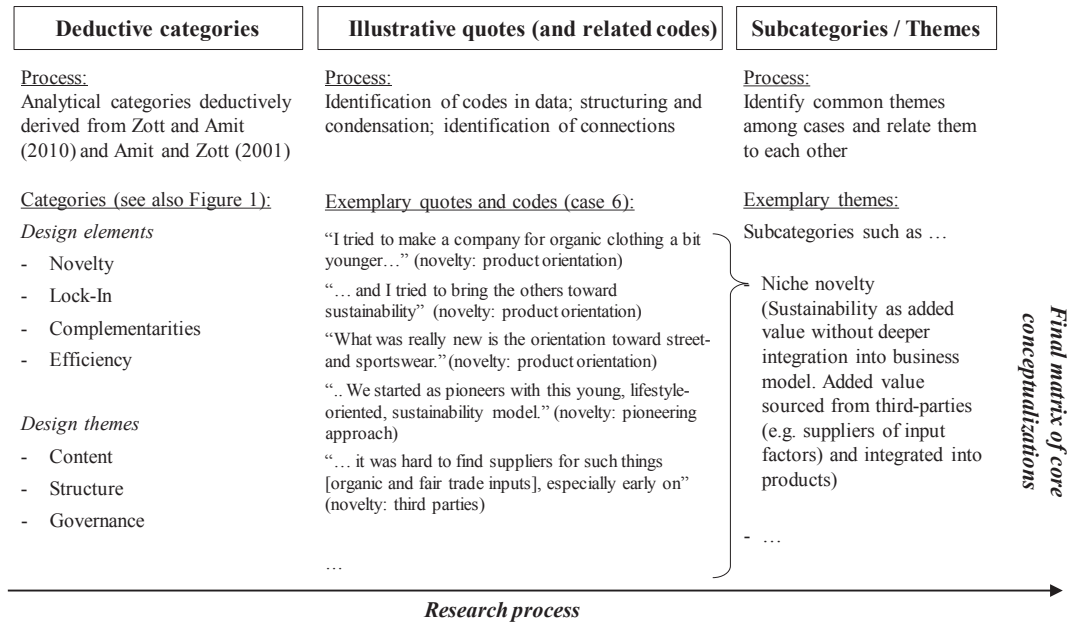 Deductive categories
Process:
Analytical categories deductively
derived from Zott and Amit
(2010) and Amit and Zott (2001)
Categories (see also Figure 1):
Design elements
- Novelty
- Lock-In
- Complementarities
- Efficiency
Design themes
- Content
- Structure
- Governance
Illustrative quotes (and related codes)
Process:
Identification of codes in data; structuring and
condensation; identification of connections
Exemplary quotes and codes (case 6):
“I tried to make a company for organic clothing a bit
younger…” (novelty: product orientation)
“… and I tried to bring the others toward
sustainability” (novelty: product orientation)
“What was really new is the orientation toward street-
and sportswear.” (novelty: product orientation)
“.. We started as pioneers with this young, lifestyle-
oriented, sustainability model.” (novelty: pioneering
approach)
“… it was hard to find suppliers for such things
[organic and fair trade inputs], especially early on”
(novelty: third parties)
…
Subcategories / Themes
Process:
Identify common themes
among cases and relate them
to each other
Exemplary themes:
Subcategories such as …
- Niche novelty
(Sustainability as added
value without deeper
integration into business
model. Added value
sourced from third-parties
(e.g. suppliers of input
factors) and integrated into
products)
- …
Final matrix of core
conceptualizations
Research process